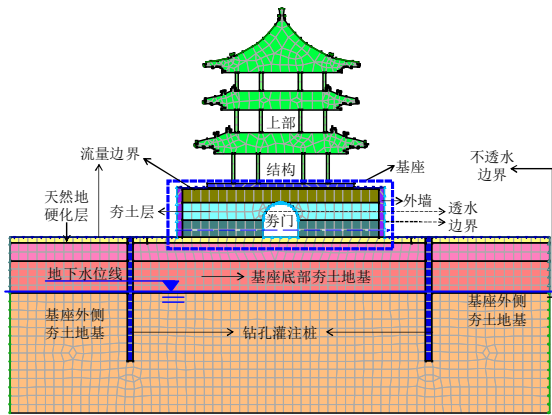 上部
结构
流量边界
基座
不透水
边界
天然地
硬化层
夯土层
券门
外墙
透水
边界
地下水位线
基座底部夯土地基
基座外侧
夯土地基
基座外侧
夯土地基
钻孔灌注桩